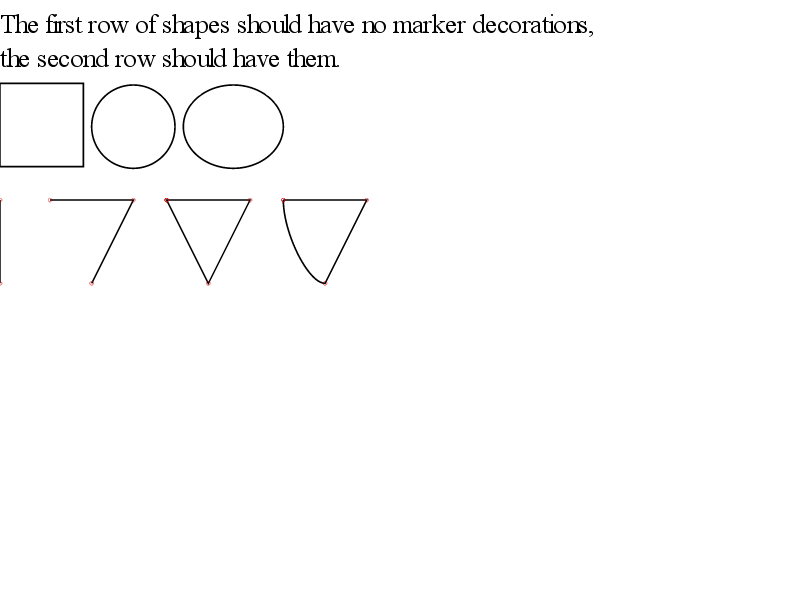 The first row of shapes should have no marker decorations,
the second row should have them.